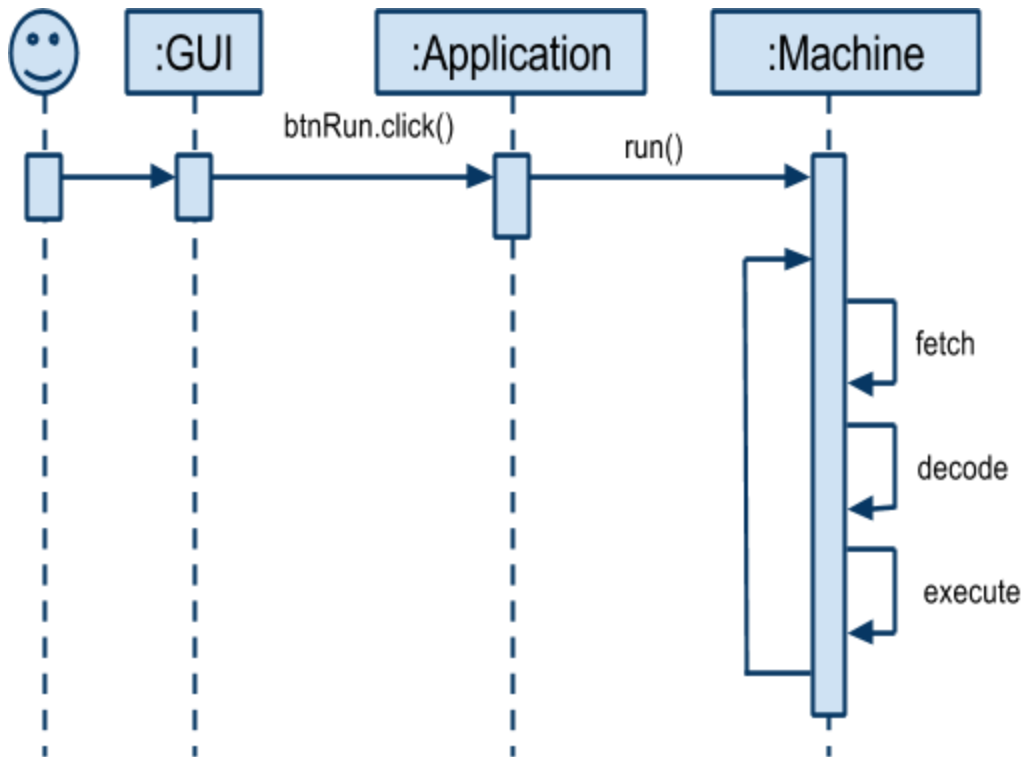 :GUI
:Application
:Machine
btnRun.click()
run()
fetch
decode
execute